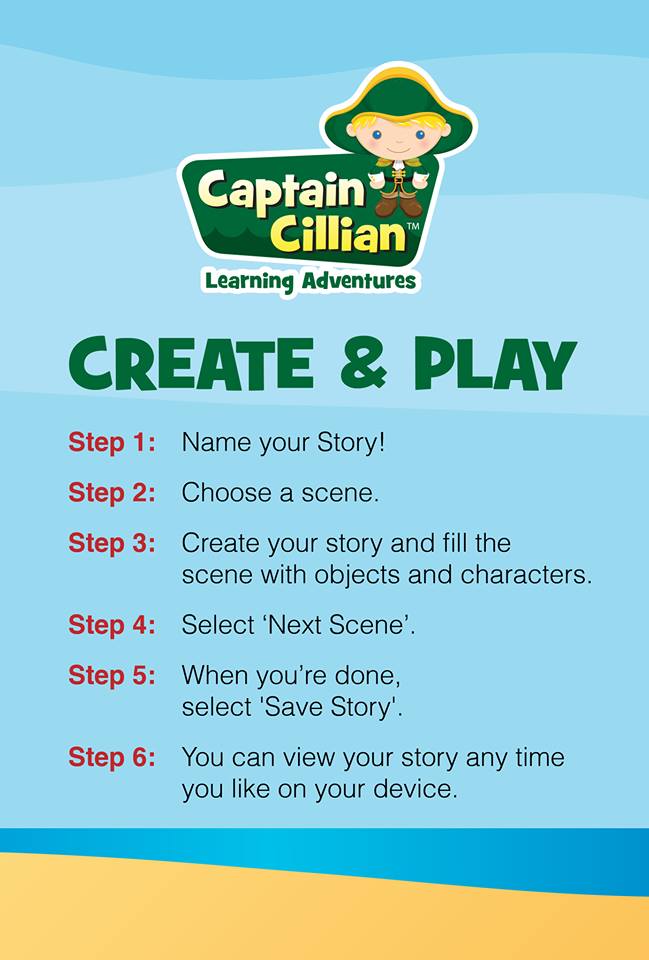 Captain
Cillian™
Learning Adventures
CREATE & PLAY
Step 1: Name your Story!
Step 2: Choose a scene.
Step 3: Create your story and fill the
scene with objects and characters.
Step 4: Select ‘Next Scene’.
Step 5: When you’re done,
select 'Save Story'.
Step 6: You can view your story any time
you like on your device.